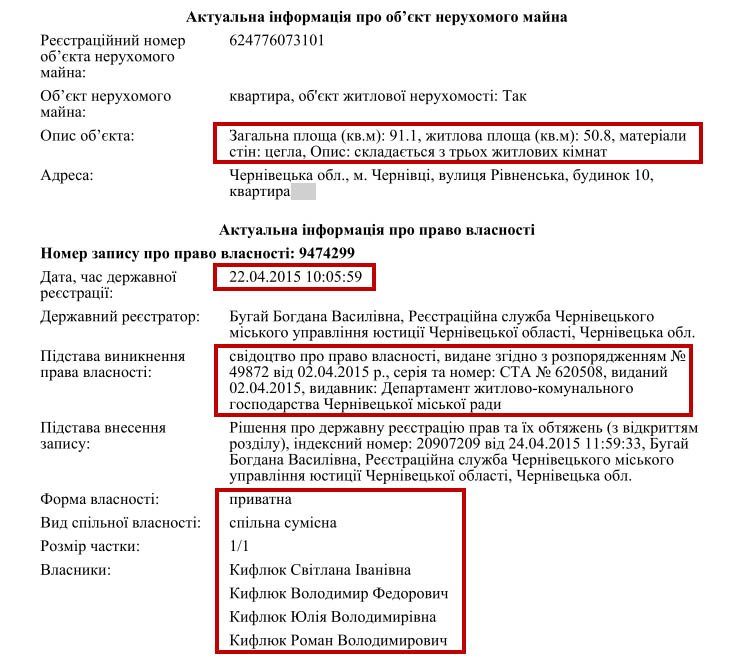 Актуальна інформація про об’єкт нерухомого майна
Реєстраційний номер
об’єкта нерухомого
майна:
624776073101
Об’єкт нерухомого
майна:
квартира, об'єкт житлової нерухомості: Так
Опис об’єкта:
Загальна площа (кв.м): 91.1, житлова площа (кв.м): 50.8, матеріали
стін: цегла, Опис: складається з трьох житлових кімнат
Адреса:
Чернівецька обл., м. Чернівці, вулиця Рівненська, будинок 10,
квартира
Актуальна інформація про право власності
Номер запису про право власності: 9474299
Дата, час державної
реєстрації:
22.04.2015 10:05:59
Державний реєстратор:
Бугай Богдана Василівна, Реєстраційна служба Чернівецького
міського управління юстиції Чернівецької області, Чернівецька обл.
Підстава виникнення
права власності:
свідоцтво про право власності, видане згідно з розпорядженням №
49872 від 02.04.2015 р., серія та номер: СТА № 620508, виданий
02.04.2015, видавник: Департамент житлово-комунального
господарства Чернівецької міської ради
Підстава внесення
запису:
Рішення про державну реєстрацію прав та їх обтяжень (з відкриттям
розділу), індексний номер: 20907209 від 24.04.2015 11:59:33, Бугай
Богдана Василівна, Реєстраційна служба Чернівецького міського
управління юстиції Чернівецької області, Чернівецька обл.
Форма власності:
приватна
Вид спільної власності:
спільна сумісна
Розмір частки:
1/1
Власники:
Кифлюк Світлана Іванівна
Кифлюк Володимир Федорович
Кифлюк Юлія Володимирівна
Кифлюк Роман Володимирович